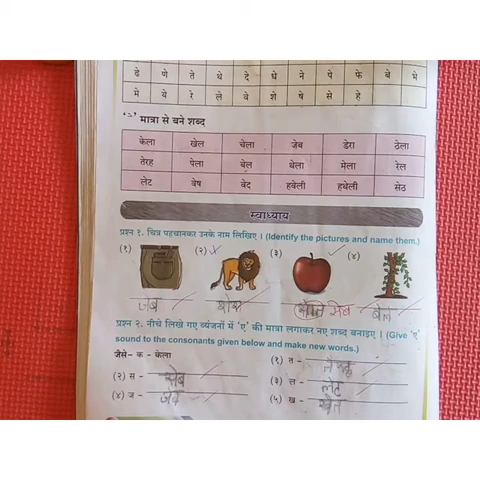 ढे णे ते थे दे धे ने पे फे बे भे
मे ये रे ले वे शे षे से हे
'े' मात्रा से बने शब्द
केला खेल चेला जेब डेरा ठेला
तेरह पेला बेल थेला मेला रेल
लेट वेष वेद हवेली हथेली सेठ
स्वाध्याय
प्रश्न १. चित्र पहचानकर उनके नाम लिखिए । (Identify the pictures and name them.)
(१) (२) (३) (४)
जेब शेर सेब बेल
प्रश्न २. नीचे लिखे गए व्यंजनों में 'ए' की मात्रा लगाकर नए शब्द बनाइए । (Give 'ए'
sound to the consonants given below and make new words.)
जैसे- क - केला (१) त -
(२) स - सेब (३) ल - लेट
(४) ज - जेब (५) ख - खेल